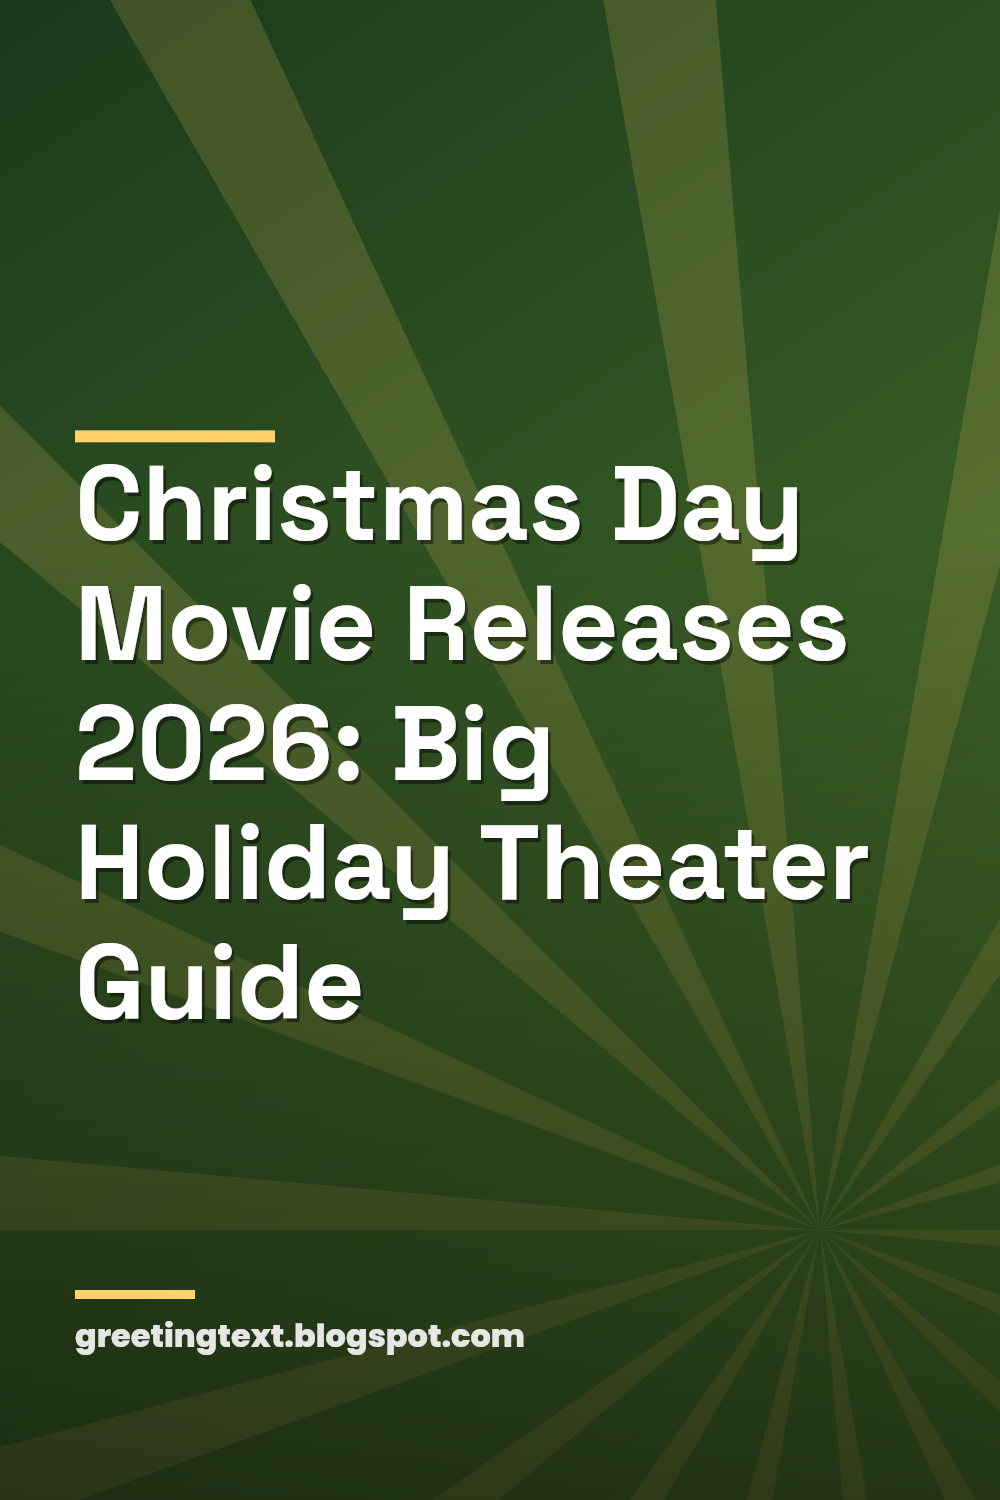 Christmas Day
Movie Releases
2026: Big
Holiday Theater
Guide
greetingtext.blogspot.com